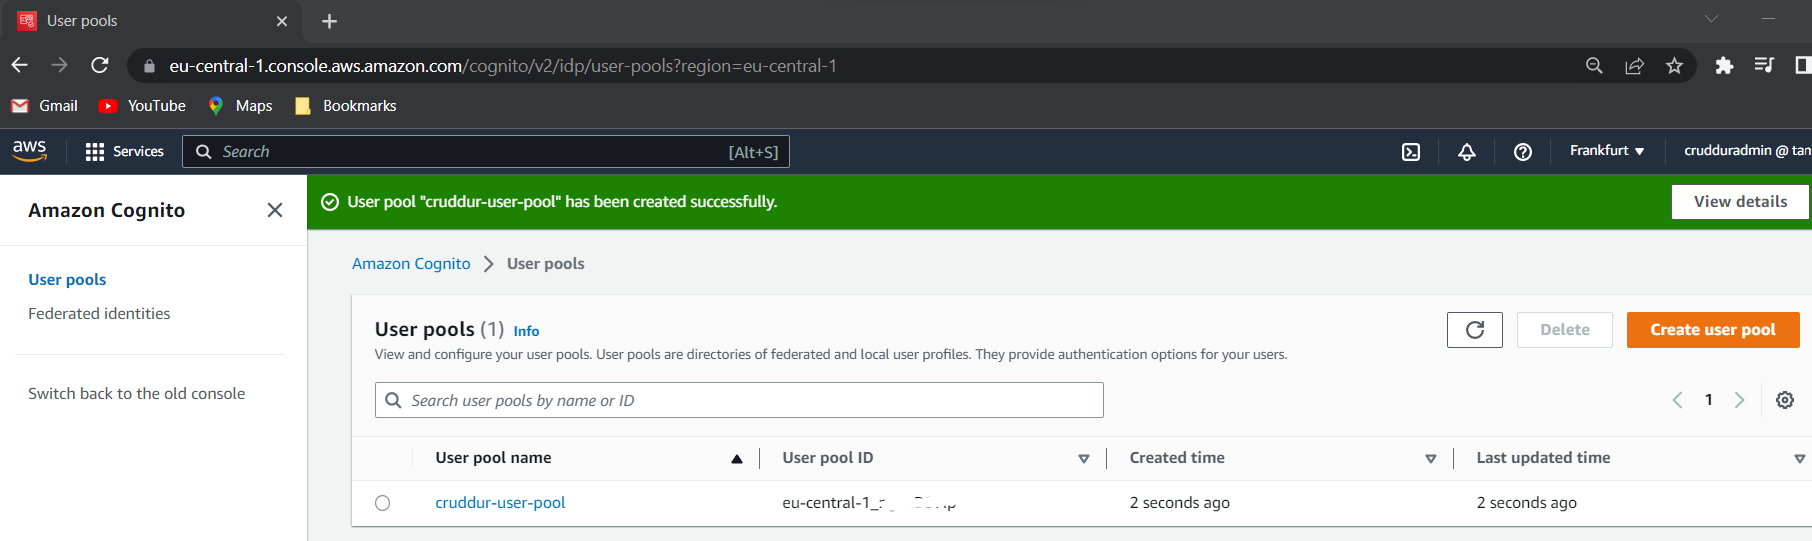 User pools
eu-central-1.console.aws.amazon.com/cognito/v2/idp/user-pools?region=eu-central-1
Gmail YouTube Maps Bookmarks
aws Services Search [Alt+S] Frankfurt crudduradmin @ tan
Amazon Cognito
User pool "cruddur-user-pool" has been created successfully. View details
User pools
Federated identities
Switch back to the old console
Amazon Cognito User pools
User pools (1) Info Delete Create user pool
View and configure your user pools. User pools are directories of federated and local user profiles. They provide authentication options for your users.
Search user pools by name or ID 1
User pool name User pool ID Created time Last updated time
cruddur-user-pool eu-central-1_ 2 seconds ago 2 seconds ago